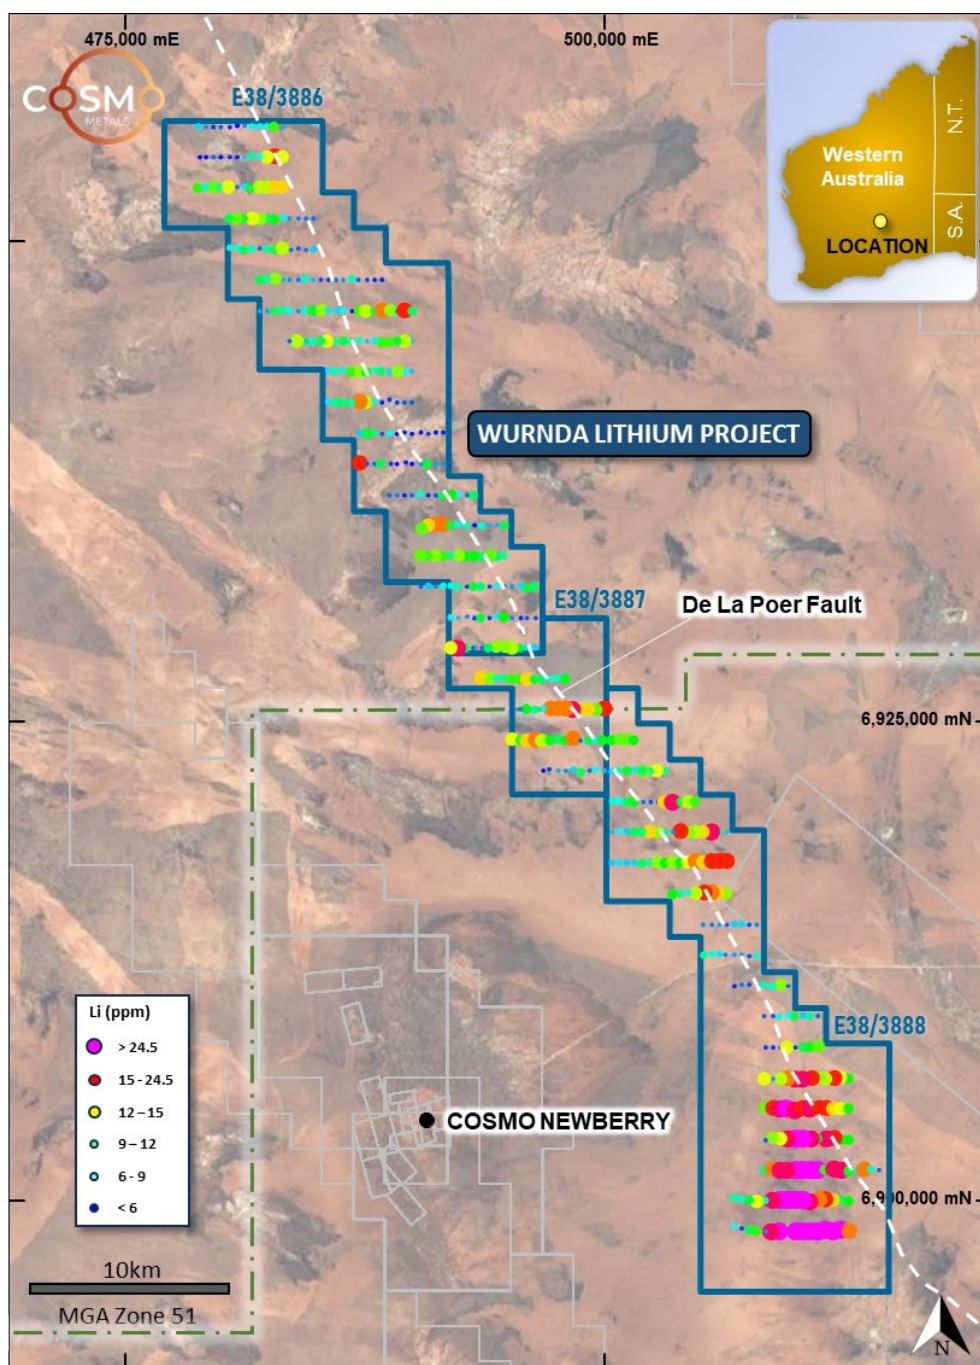 475,000 mE
500,000 mE
COSMO
METALS
E38/3886
N.T.
Western
Australia
S.A.
LOCATION
WURNDA LITHIUM PROJECT
E38/3887
De La Poer Fault
6,925,000 mN
Li (ppm)
> 24.5
15 - 24.5
12 – 15
9 – 12
6 - 9
< 6
E38/3888
COSMO NEWBERRY
6,900,000 mN
10km
MGA Zone 51
N